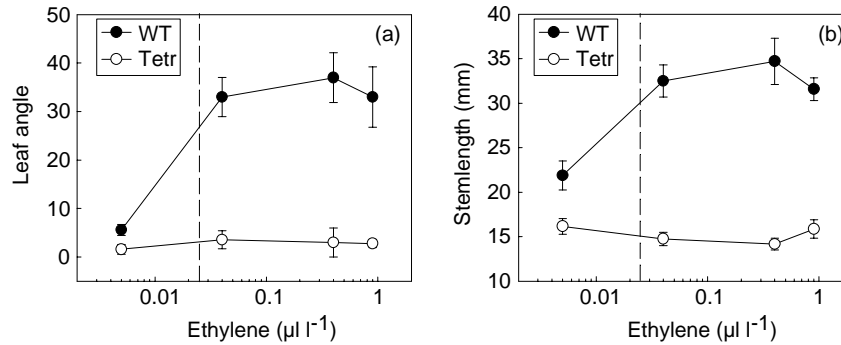 50
40
30
20
10
0
Leaf angle
WT
Tetr
(a)
0.01
0.1
1
Ethylene (µl l⁻¹)
40
35
30
25
20
15
10
Stemlength (mm)
WT
Tetr
(b)
0.01
0.1
1
Ethylene (µl l⁻¹)